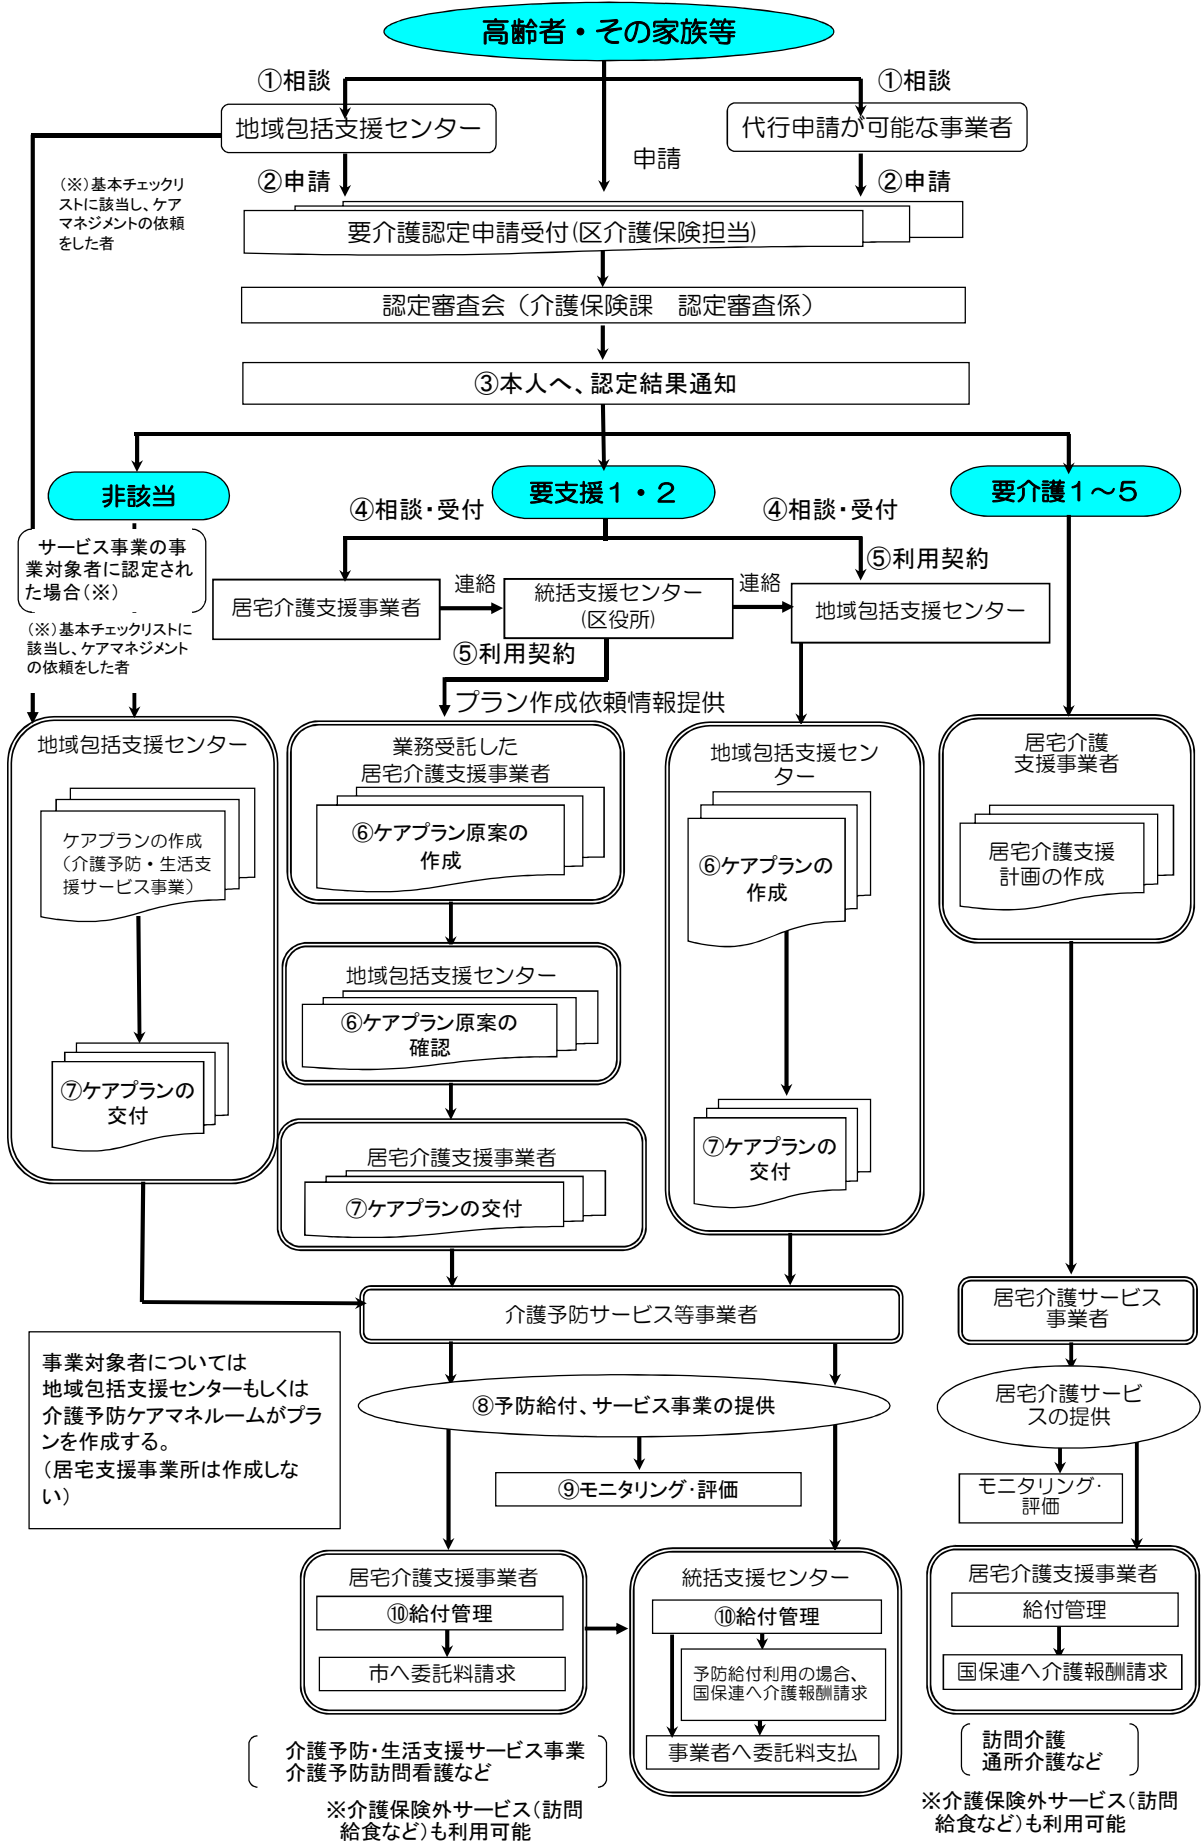 高齢者・その家族等
①相談
①相談
地域包括支援センター
代行申請が可能な事業者
申請
②申請
②申請
（※）基本チェックリ
ストに該当し、ケア
マネジメントの依頼
をした者
要介護認定申請受付(区介護保険担当)
認定審査会（介護保険課　認定審査係）
③本人へ、認定結果通知
非該当
要支援１・２
要介護１～５
④相談・受付
④相談・受付
⑤利用契約
サービス事業の事
業対象者に認定され
た場合（※）
（※）基本チェックリストに
該当し、ケアマネジメント
の依頼をした者
居宅介護支援事業者
連絡
統括支援センター
(区役所)
連絡
地域包括支援センター
⑤利用契約
プラン作成依頼情報提供
地域包括支援センター
ケアプランの作成
（介護予防・生活支
援サービス事業）
⑦ケアプランの
交付
業務受託した
居宅介護支援事業者
⑥ケアプラン原案の
作成
地域包括支援センター
⑥ケアプラン原案の
確認
居宅介護支援事業者
⑦ケアプランの交付
地域包括支援セン
ター
⑥ケアプランの
作成
⑦ケアプランの
交付
居宅介護
支援事業者
居宅介護支援
計画の作成
介護予防サービス等事業者
居宅介護サービス
事業者
事業対象者については
地域包括支援センターもしくは
介護予防ケアマネルームがプラ
ンを作成する。
（居宅支援事業所は作成しな
い）
⑧予防給付、サービス事業の提供
⑨モニタリング・評価
居宅介護サービ
スの提供
モニタリング・
評価
居宅介護支援事業者
⑩給付管理
市へ委託料請求
統括支援センター
⑩給付管理
予防給付利用の場合、
国保連へ介護報酬請求
事業者へ委託料支払
居宅介護支援事業者
給付管理
国保連へ介護報酬請求
介護予防・生活支援サービス事業
介護予防訪問看護など
※介護保険外サービス（訪問
給食など）も利用可能
訪問介護
通所介護など
※介護保険外サービス（訪問
給食など）も利用可能